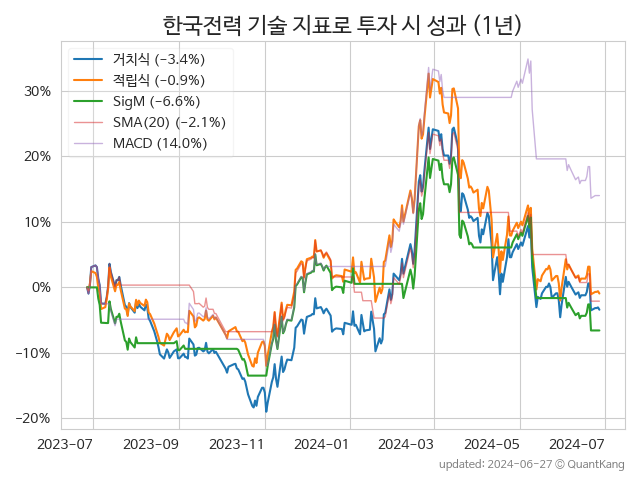 한국전력 기술 지표로 투자 시 성과 (1년)
거치식 (−3.4%)
적립식 (−0.9%)
SigM (−6.6%)
SMA(20) (−2.1%)
MACD (14.0%)
30%
20%
10%
0%
−10%
−20%
2023-07 2023-09 2023-11 2024-01 2024-03 2024-05 2024-07
updated: 2024-06-27 © QuantKang